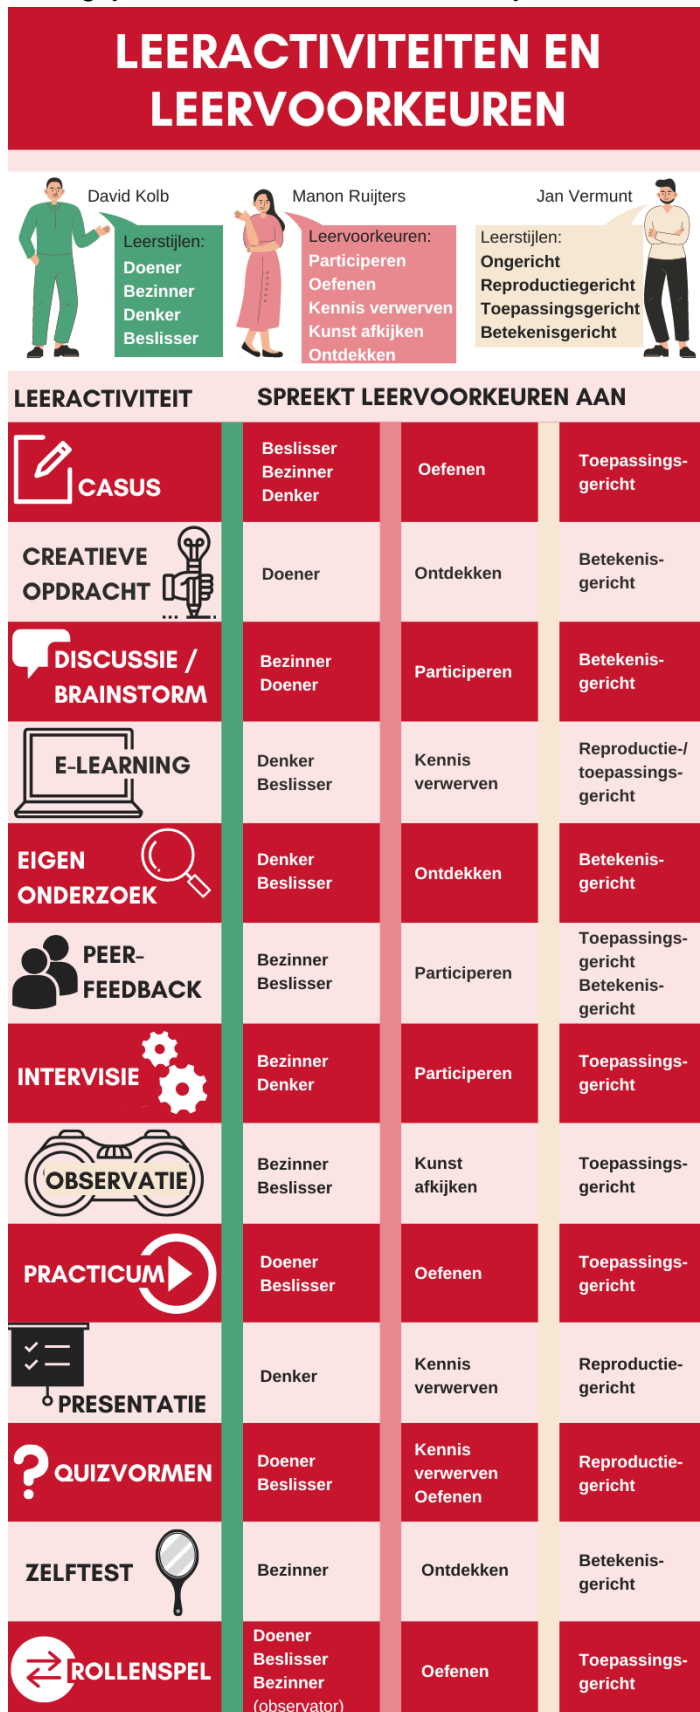 LEERACTIVITEITEN EN
LEERVOORKEUREN
David Kolb
Leerstijlen:
Doener
Bezinner
Denker
Beslisser
Manon Ruijters
Leervoorkeuren:
Participeren
Oefenen
Kennis verwerven
Kunst afkijken
Ontdekken
Jan Vermunt
Leerstijlen:
Ongericht
Reproductiegericht
Toepassingsgericht
Betekenisgericht
LEERACTIVITEIT
SPREEKT LEERVOORKEUREN AAN
CASUS
Beslisser
Bezinner
Denker
Oefenen
Toepassings-
gericht
CREATIEVE
OPDRACHT
Doener
Ontdekken
Betekenis-
gericht
DISCUSSIE /
BRAINSTORM
Bezinner
Doener
Participeren
Betekenis-
gericht
E-LEARNING
Denker
Beslisser
Kennis
verwerven
Reproductie-/
toepassings-
gericht
EIGEN
ONDERZOEK
Denker
Beslisser
Ontdekken
Betekenis-
gericht
PEER-
FEEDBACK
Bezinner
Beslisser
Participeren
Toepassings-
gericht
Betekenis-
gericht
INTERVISIE
Bezinner
Denker
Participeren
Toepassings-
gericht
OBSERVATIE
Bezinner
Beslisser
Kunst
afkijken
Toepassings-
gericht
PRACTICUM
Doener
Beslisser
Oefenen
Toepassings-
gericht
PRESENTATIE
Denker
Kennis
verwerven
Reproductie-
gericht
QUIZVORMEN
Doener
Beslisser
Kennis
verwerven
Oefenen
Reproductie-
gericht
ZELFTEST
Bezinner
Ontdekken
Betekenis-
gericht
ROLLENSPEL
Doener
Beslisser
Bezinner
(observator)
Oefenen
Toepassings-
gericht